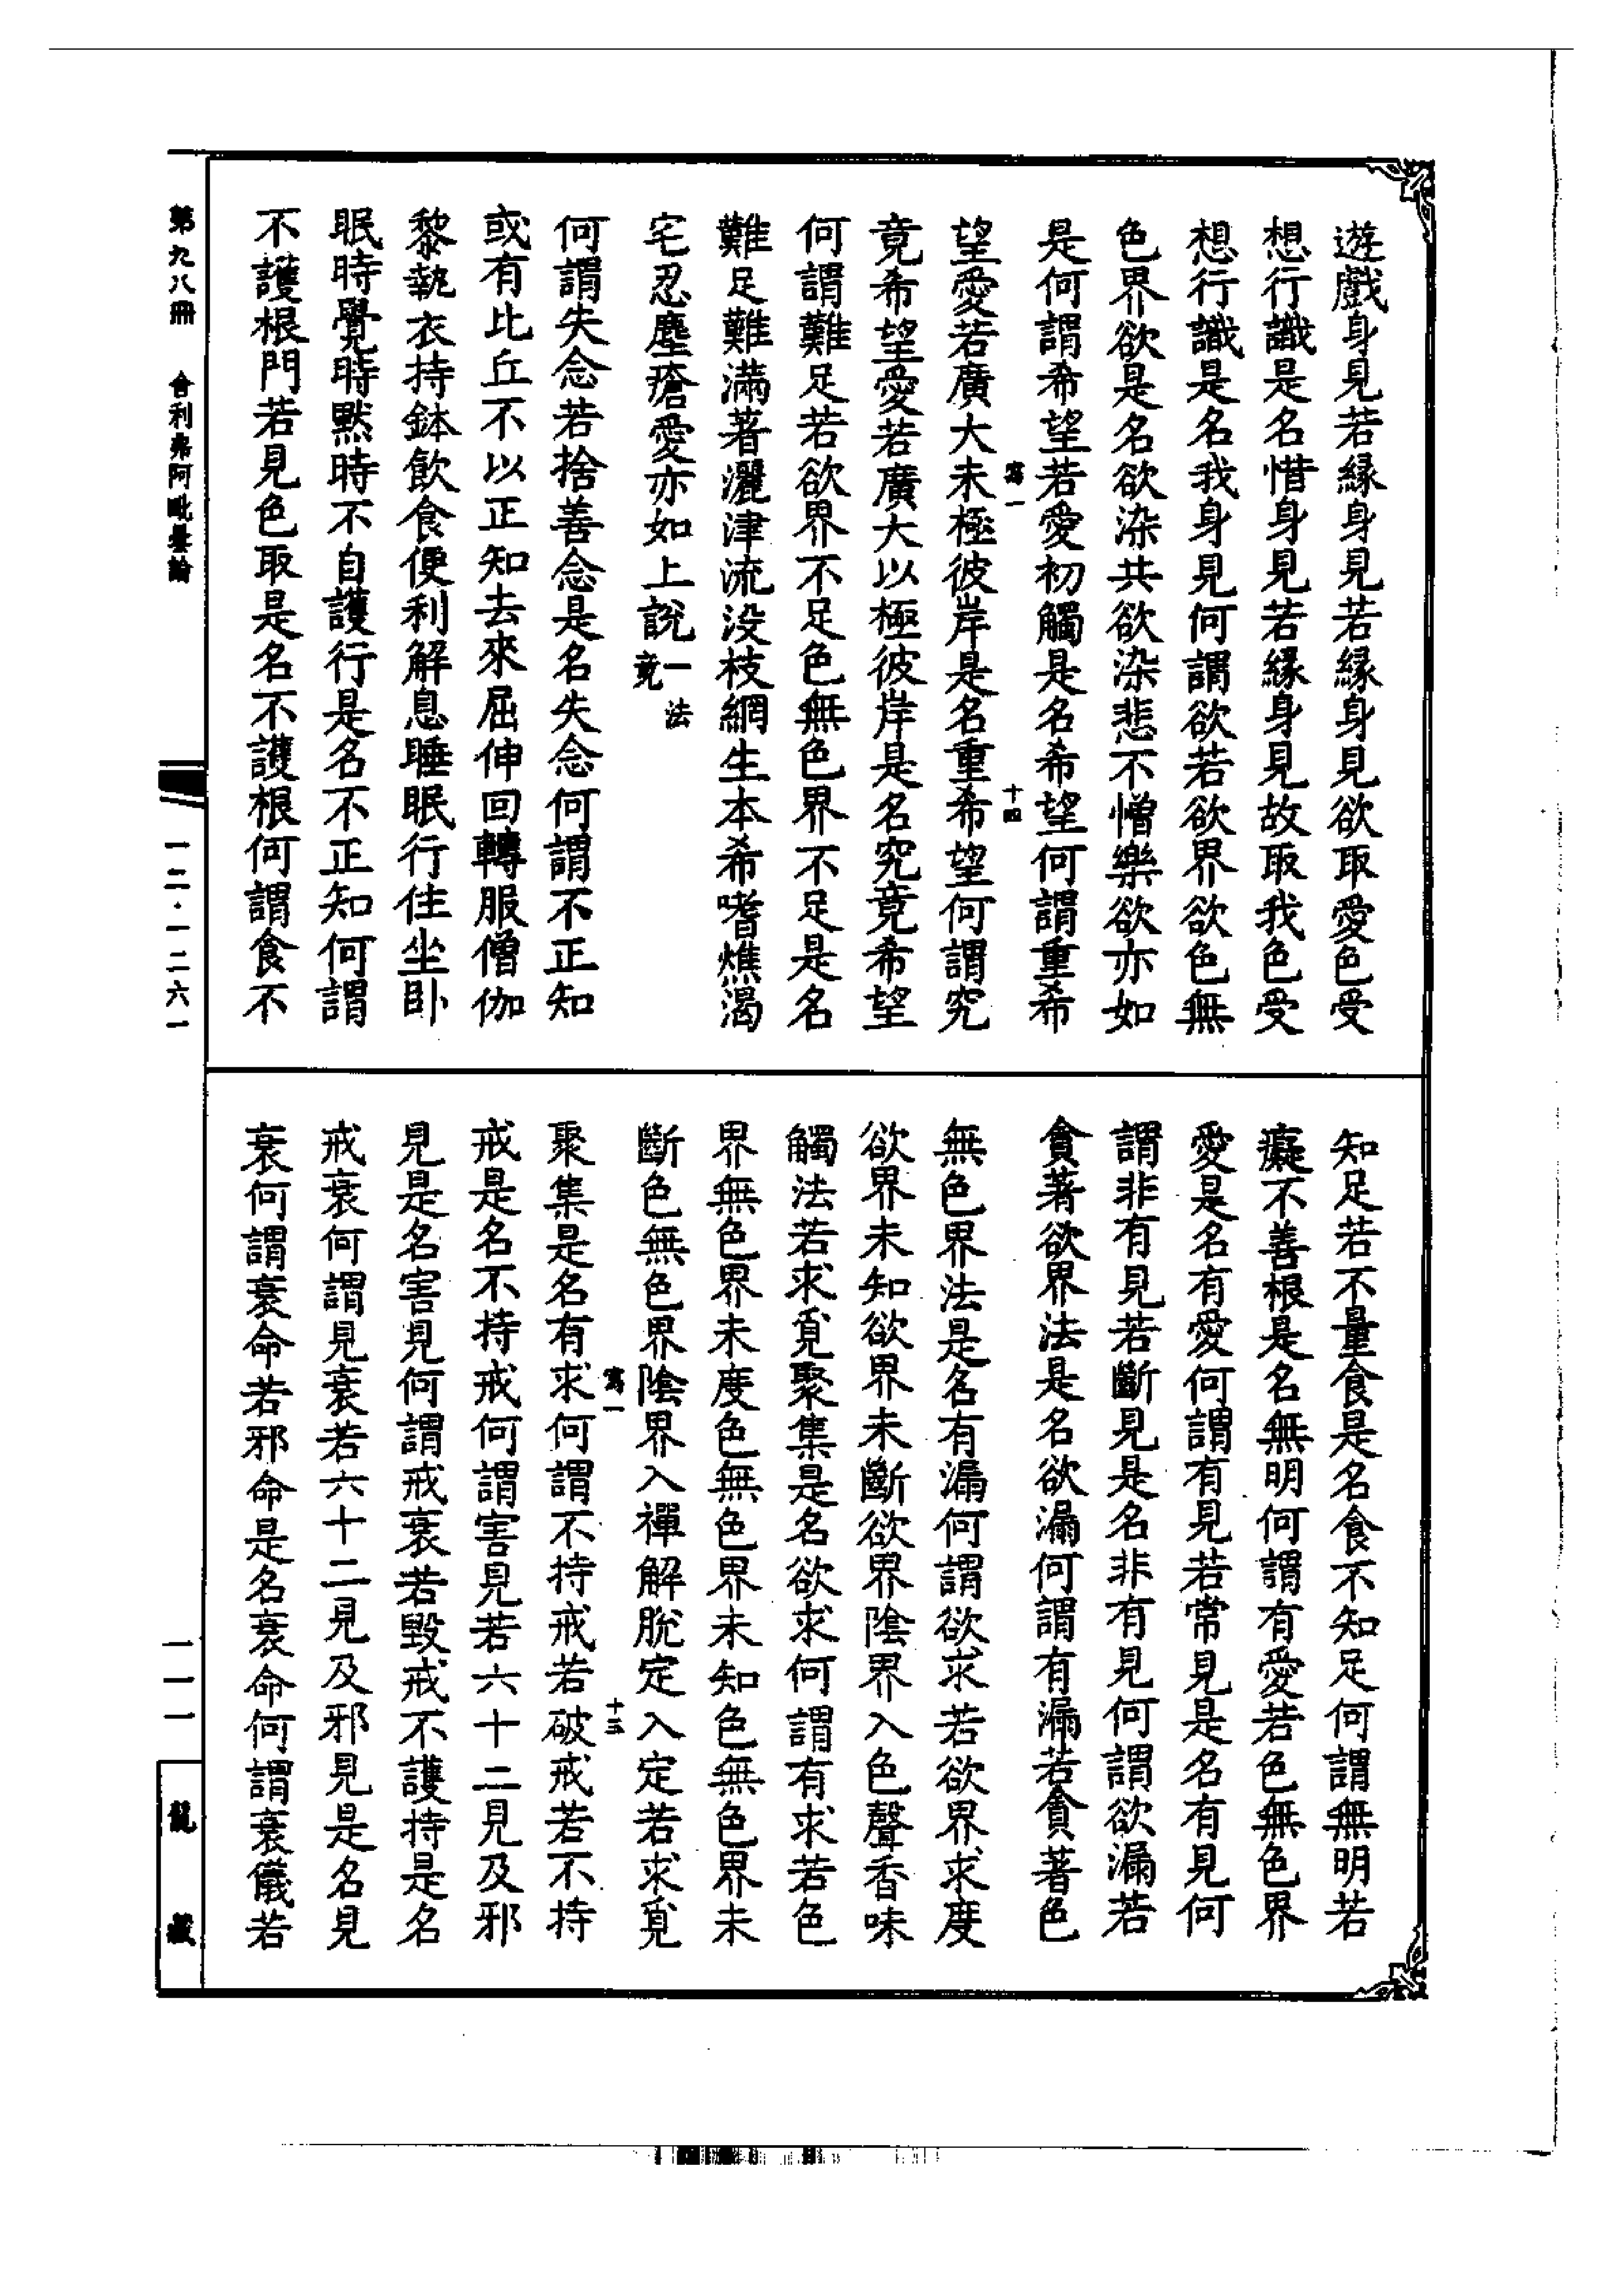 遊戲身見若緣身見若緣身見欲取愛色受
想行識是名惜身見若緣身見故取我色受
想行識是名我身見何謂欲若欲界欲色無
色界欲是名欲染共欲染悲不憎樂欲亦如
是何謂希望若愛初觸是名希望何謂重希
寫一
十四
望愛若廣大未極彼岸是名重希望何謂究
竟希望愛若廣大以極彼岸是名究竟希望
何謂難足若欲界不足色無色界不足是名
難足難滿著灑津流没枝網生本希嗜燋渴
宅忍塵瘡愛亦如上說一法竟
何謂失念若捨善念是名失念何謂不正知
或有比丘不以正知去來屈伸回轉服僧伽
黎執衣持鉢飲食便利解息睡眠行住坐卧
眠時覺時默時不自護行是名不正知何謂
不護根門若見色取是名不護根何謂食不
知足若不量食是名食不知足何謂無明若
癡不善根是名無明何謂有愛若色無色界
愛是名有愛何謂有見若常見是名有見何
謂非有見若斷見是名非有見何謂欲漏若
貪著欲界法是名欲漏何謂有漏若貪著色
無色界法是名有漏何謂欲求若欲界求度
欲界未知欲界未斷欲界陰界入色聲香味
觸法若求覓聚集是名欲求何謂有求若色
界無色界未度色無色界未知色無色界未
斷色無色界陰界入禪解脫定入定若求覓
寫一
十三
聚集是名有求何謂不持戒若破戒若不持
戒是名不持戒何謂害見若六十二見及邪
見是名害見何謂戒衰若毀戒不護持是名
戒衰何謂見衰若六十二見及邪見是名見
衰何謂衰命若邪命是名衰命何謂衰儀若
第九八冊 舍利弗阿毗曇論
一二·一二六一
一一一
龍藏